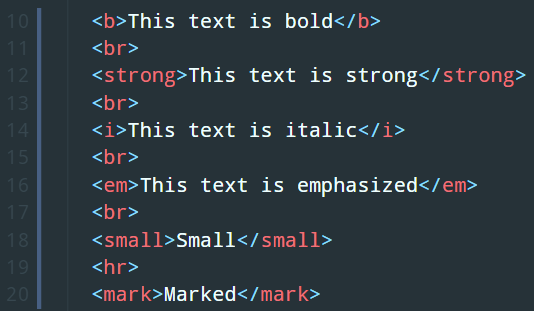 10 <b>This text is bold</b>
11 <br>
12 <strong>This text is strong</strong>
13 <br>
14 <i>This text is italic</i>
15 <br>
16 <em>This text is emphasized</em>
17 <br>
18 <small>Small</small>
19 <hr>
20 <mark>Marked</mark>